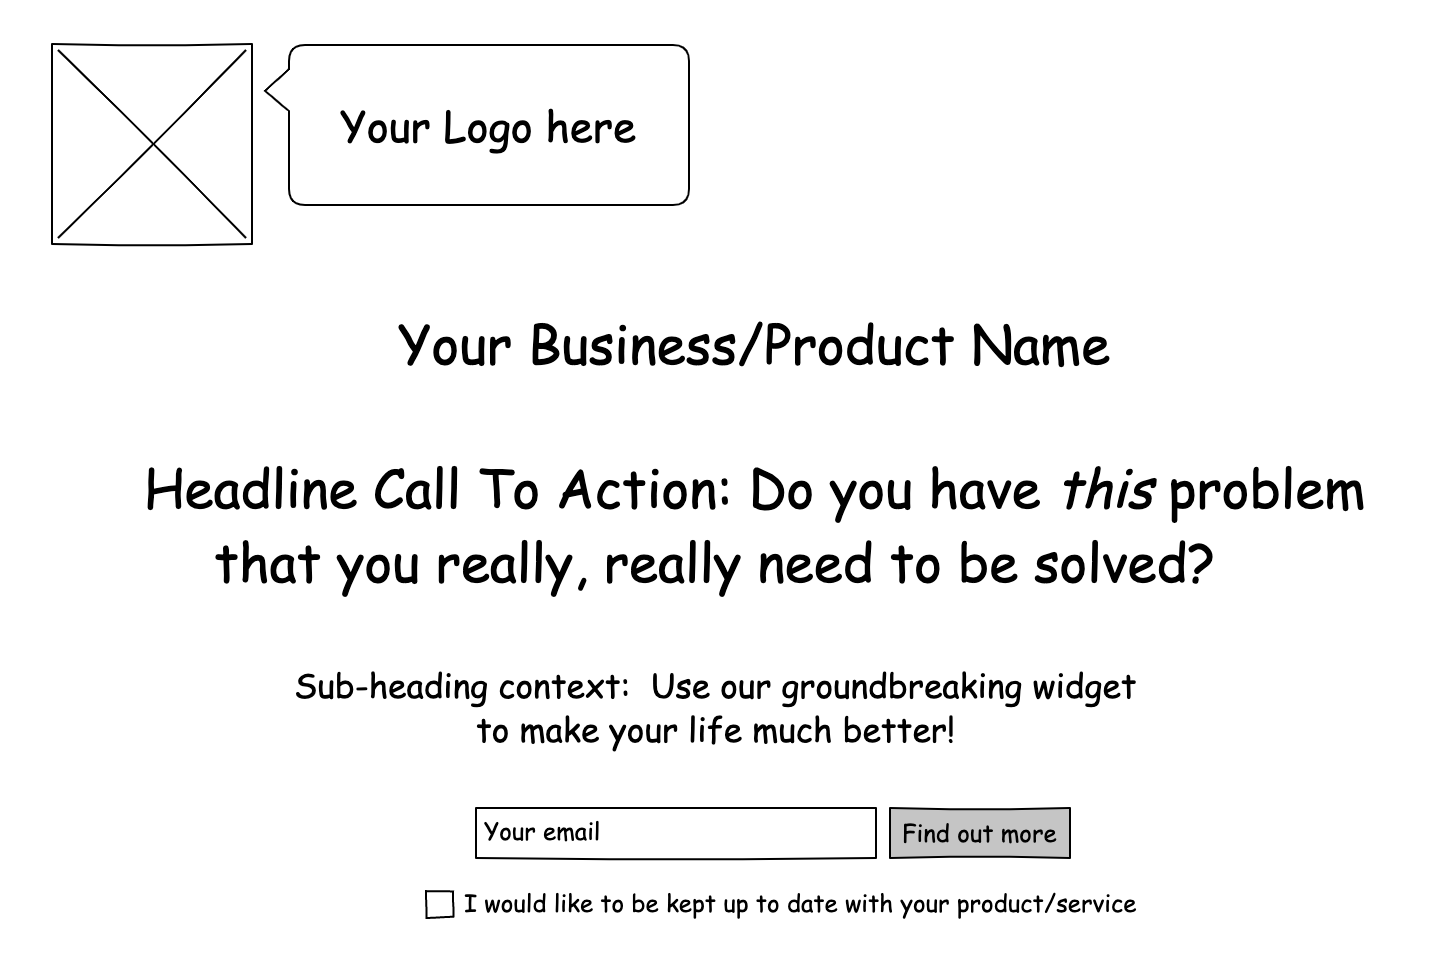 Your Logo here
Your Business/Product Name
Headline Call To Action: Do you have this problem
that you really, really need to be solved?
Sub-heading context:  Use our groundbreaking widget
to make your life much better!
Your email
Find out more
I would like to be kept up to date with your product/service